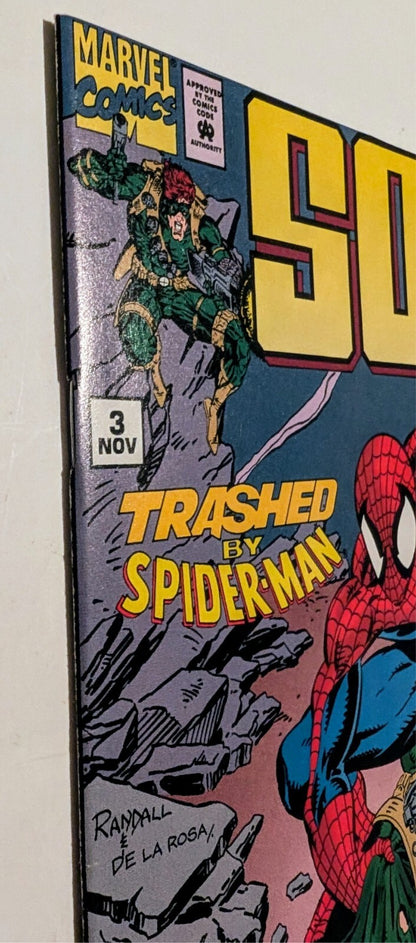 MARVEL
COMICS
APPROVED
BY THE
COMICS
CODE
CA
AUTHORITY
SO
3
NOV
TRASHED
BY
SPIDER-MAN
RANDALL
&
DE LA ROSA